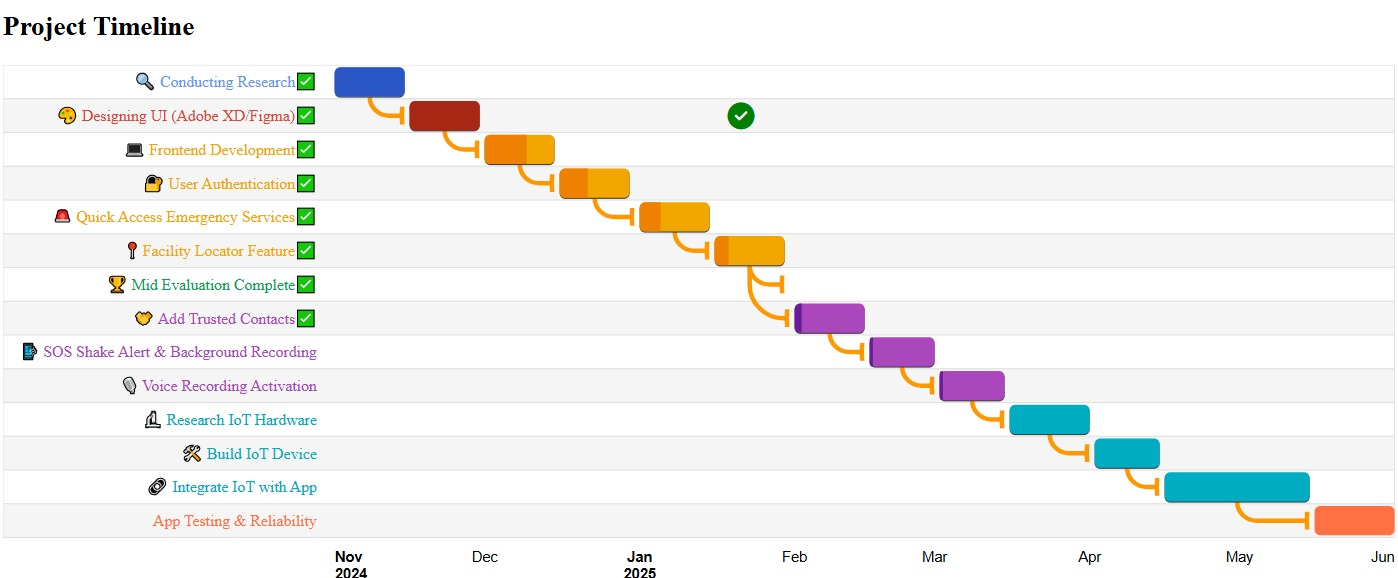 Project Timeline
🔍 Conducting Research✅
🎨 Designing UI (Adobe XD/Figma)✅
💻 Frontend Development✅
🔐 User Authentication✅
🚨 Quick Access Emergency Services✅
📍 Facility Locator Feature✅
🏆 Mid Evaluation Complete✅
🤝 Add Trusted Contacts✅
📲 SOS Shake Alert & Background Recording
🎙 Voice Recording Activation
🔬 Research IoT Hardware
🛠 Build IoT Device
🔗 Integrate IoT with App
App Testing & Reliability
Nov Dec Jan Feb Mar Apr May Jun
2024 2025